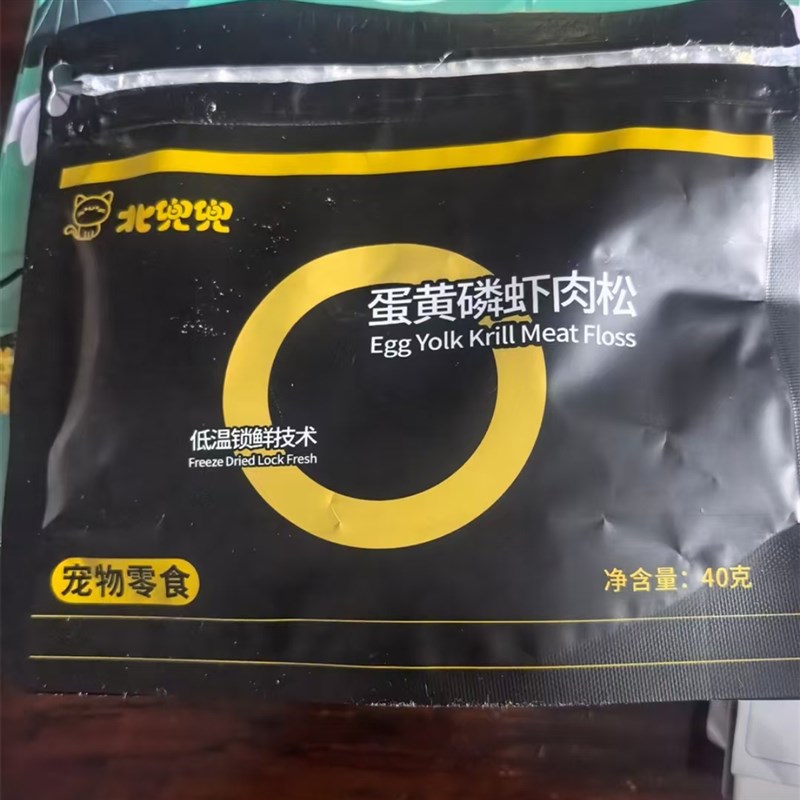 北兜兜
蛋黄磷虾肉松
Egg Yolk Krill Meat Floss
低温锁鲜技术
Freeze Dried Lock Fresh
宠物零食
净含量：40克